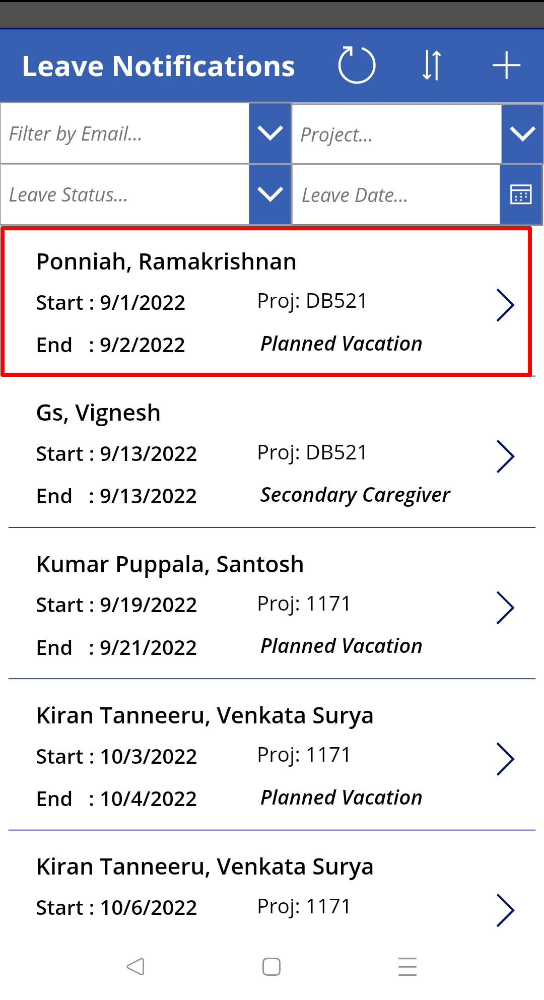 Leave Notifications
Filter by Email... Project...
Leave Status... Leave Date...
Ponniah, Ramakrishnan
Start : 9/1/2022 Proj: DB521
End : 9/2/2022 Planned Vacation
Gs, Vignesh
Start : 9/13/2022 Proj: DB521
End : 9/13/2022 Secondary Caregiver
Kumar Puppala, Santosh
Start : 9/19/2022 Proj: 1171
End : 9/21/2022 Planned Vacation
Kiran Tanneeru, Venkata Surya
Start : 10/3/2022 Proj: 1171
End : 10/4/2022 Planned Vacation
Kiran Tanneeru, Venkata Surya
Start : 10/6/2022 Proj: 1171